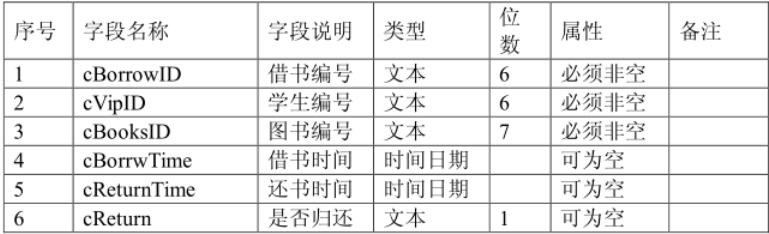 序号 字段名称 字段说明 类型 位数 属性 备注
1 cBorrowID 借书编号 文本 6 必须非空
2 cVipID 学生编号 文本 6 必须非空
3 cBooksID 图书编号 文本 7 必须非空
4 cBorrwTime 借书时间 时间日期 可为空
5 cReturnTime 还书时间 时间日期 可为空
6 cReturn 是否归还 文本 1 可为空